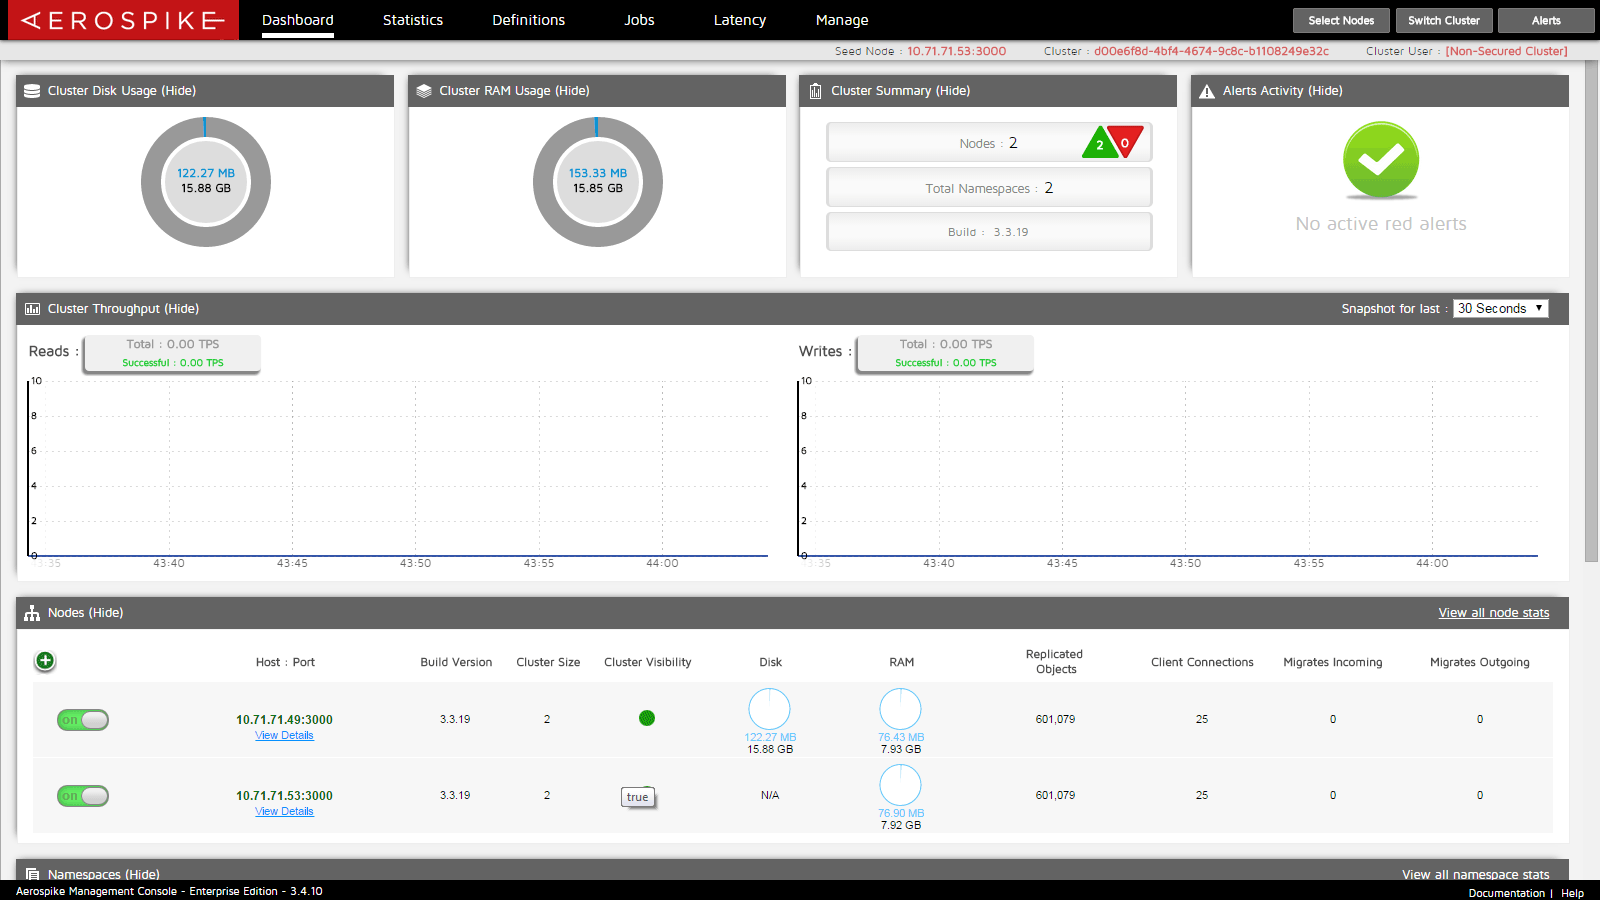 AEROSPIKE
Dashboard Statistics Definitions Jobs Latency Manage
Select Nodes Switch Cluster Alerts
Seed Node : 10.71.71.53:3000 Cluster : d00e6f8d-4bf4-4674-9c8c-b1108249e32c Cluster User : [Non-Secured Cluster]
Cluster Disk Usage (Hide)
122.27 MB
15.88 GB
Cluster RAM Usage (Hide)
153.33 MB
15.85 GB
Cluster Summary (Hide)
Nodes : 2 2 0
Total Namespaces : 2
Build : 3.3.19
Alerts Activity (Hide)
No active red alerts
Cluster Throughput (Hide) Snapshot for last : 30 Seconds
Reads : Total : 0.00 TPS
Successful : 0.00 TPS
10
8
6
4
2
0
43:35 43:40 43:45 43:50 43:55 44:00
Writes : Total : 0.00 TPS
Successful : 0.00 TPS
10
8
6
4
2
0
43:35 43:40 43:45 43:50 43:55 44:00
Nodes (Hide) View all node stats
Host : Port Build Version Cluster Size Cluster Visibility Disk RAM Replicated Objects Client Connections Migrates Incoming Migrates Outgoing
on 10.71.71.49:3000 3.3.19 2 601,079 25 0 0
View Details 122.27 MB 76.43 MB
15.88 GB 7.93 GB
on 10.71.71.53:3000 3.3.19 2 true N/A 601,079 25 0 0
View Details 76.90 MB
7.92 GB
Namespaces (Hide) View all namespace stats
Aerospike Management Console - Enterprise Edition - 3.4.10 Documentation | Help